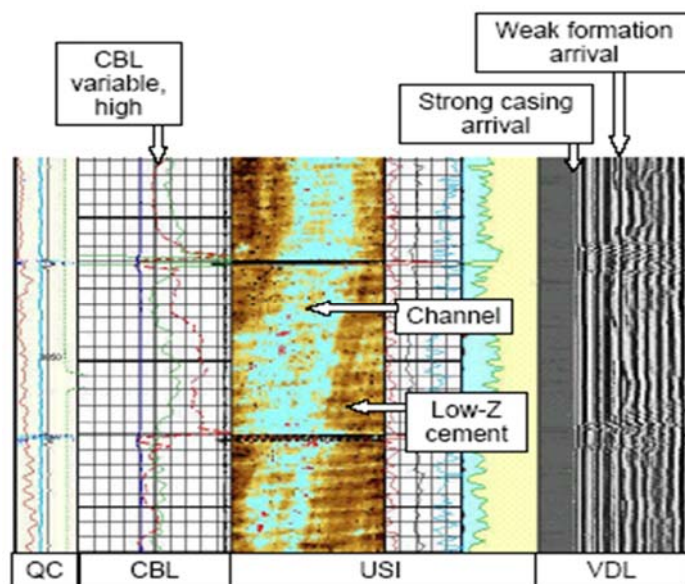 Weak formation
arrival
CBL
variable,
high
Strong casing
arrival
Channel
Low-Z
cement
QC
CBL
USI
VDL